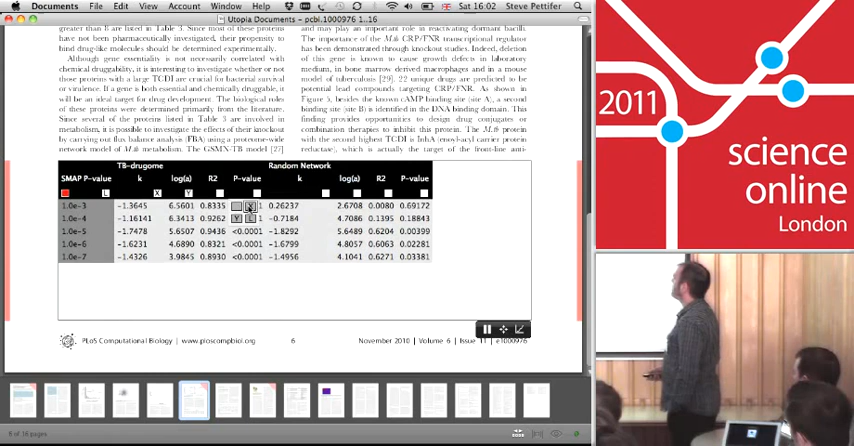 Documents File Edit View Account Window Help Sat 16:02 Steve Pettifer
Utopia Documents - pcbi.1000976 1..16
greater than 8 are listed in Table 3. Since most of these proteins
have not been pharmaceutically investigated, their propensity to
bind drug-like molecules should be determined experimentally.
Although gene essentiality is not necessarily correlated with
chemical druggability, it is interesting to investigate whether or not
those proteins with a large TCDI are crucial for bacterial survival
or virulence. If a gene is both essential and chemically druggable, it
will be an ideal target for drug development. The biological roles
of these proteins were determined primarily from the literature.
Since several of the proteins listed in Table 3 are involved in
metabolism, it is possible to investigate the effects of their knockout
by carrying out flux balance analysis (FBA) using a proteome-wide
network model of M.tb metabolism. The GSMN-TB model [27]
and may play an important role in reactivating dormant bacilli.
The importance of the M.tb CRP/FNR transcriptional regulator
has been demonstrated through knockout studies. Indeed, deletion
of this gene is known to cause growth defects in laboratory
medium, in bone marrow derived macrophages and in a mouse
model of tuberculosis [29]. 22 unique drugs are predicted to be
potential lead compounds targeting CRP/FNR. As shown in
Figure 5, besides the known cAMP binding site (site A), a second
binding site (site B) is identified in the DNA binding domain. This
finding provides opportunities to design drug conjugates or
combination therapies to inhibit this protein. The M.tb protein
with the second highest TCDI is InhA (enoyl-acyl carrier protein
reductase), which is actually the target of the front-line anti-
TB-drugome Random Network
SMAP P-value k log(a) R2 P-value k log(a) R2 P-value
L X Y
1.0e-3 -1.3645 6.5601 0.8335 X 1 0.26237 2.6708 0.0080 0.69172
1.0e-4 -1.16141 6.3413 0.9262 Y L 1 -0.7184 4.7086 0.1395 0.18843
1.0e-5 -1.7478 5.6507 0.9436 <0.0001 -1.8292 5.6489 0.6204 0.00399
1.0e-6 -1.6231 4.6890 0.8321 <0.0001 -1.6799 4.8057 0.6063 0.02281
1.0e-7 -1.4326 3.9845 0.8930 <0.0001 -1.4956 4.1041 0.6271 0.03381
PLoS Computational Biology | www.ploscompbiol.org 6 November 2010 | Volume 6 | Issue 11 | e1000976
6 of 16 pages
2011
science
online
London